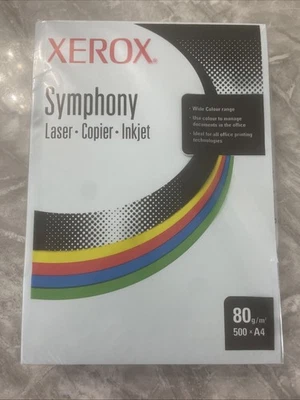 XEROX
Symphony
Laser • Copier • Inkjet
• Wide Colour range
• Use colour to manage
documents in the office
• Ideal for all office printing
technologies
80g/m²
500 • A4